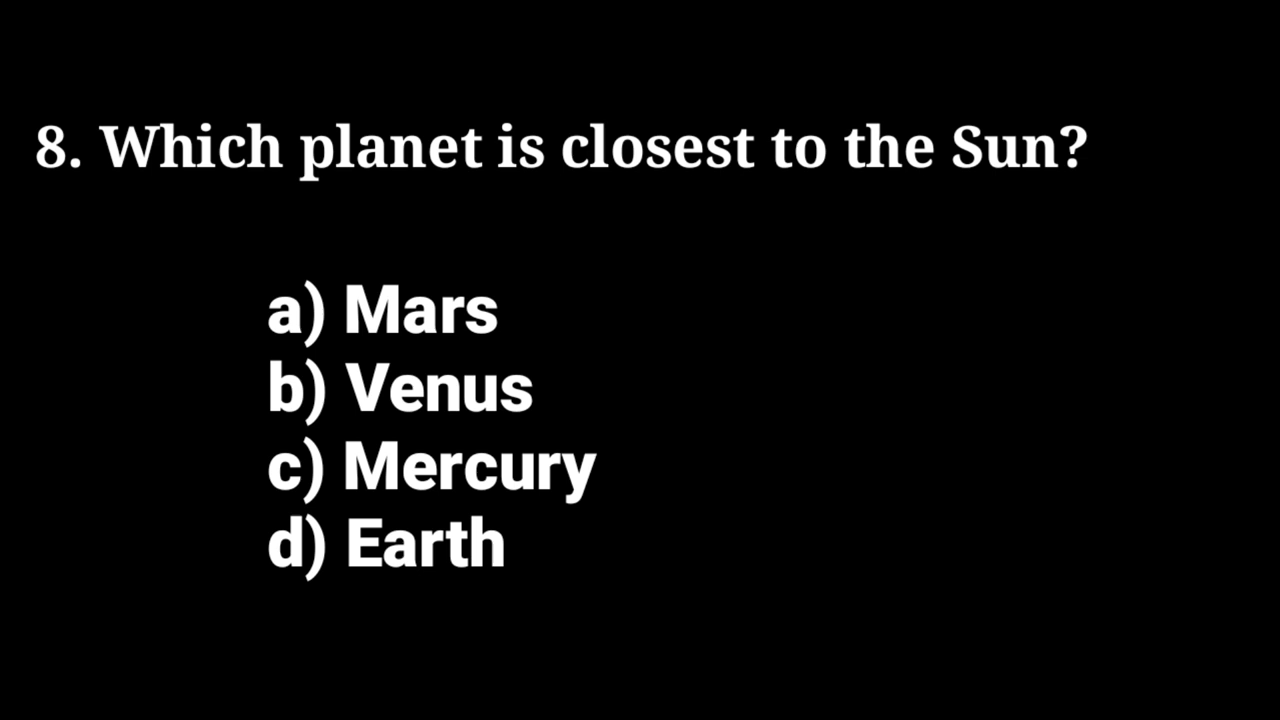 8. Which planet is closest to the Sun?
a) Mars
b) Venus
c) Mercury
d) Earth